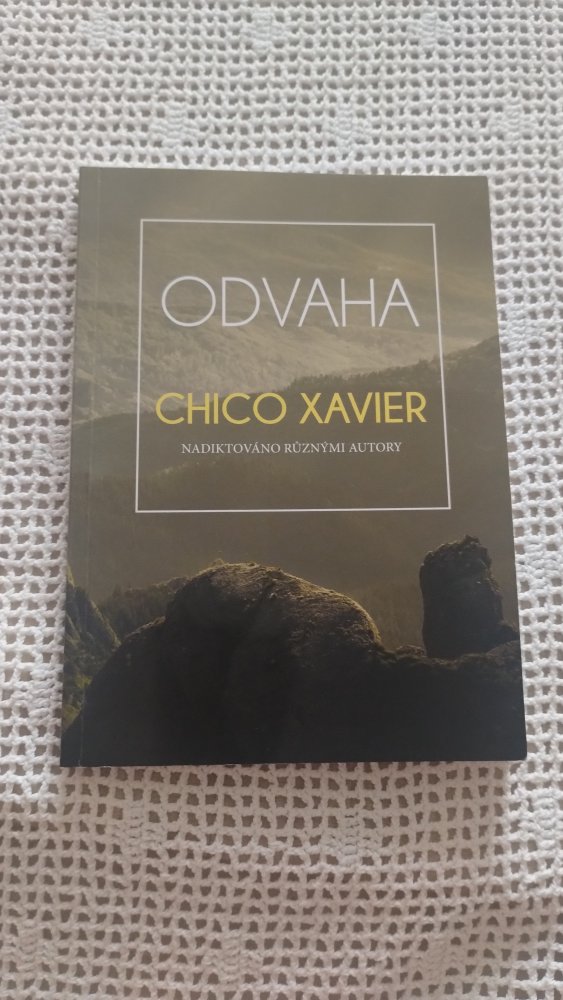 ODVAHA
CHICO XAVIER
NADIKTOVÁNO RŮZNÝMI AUTORY